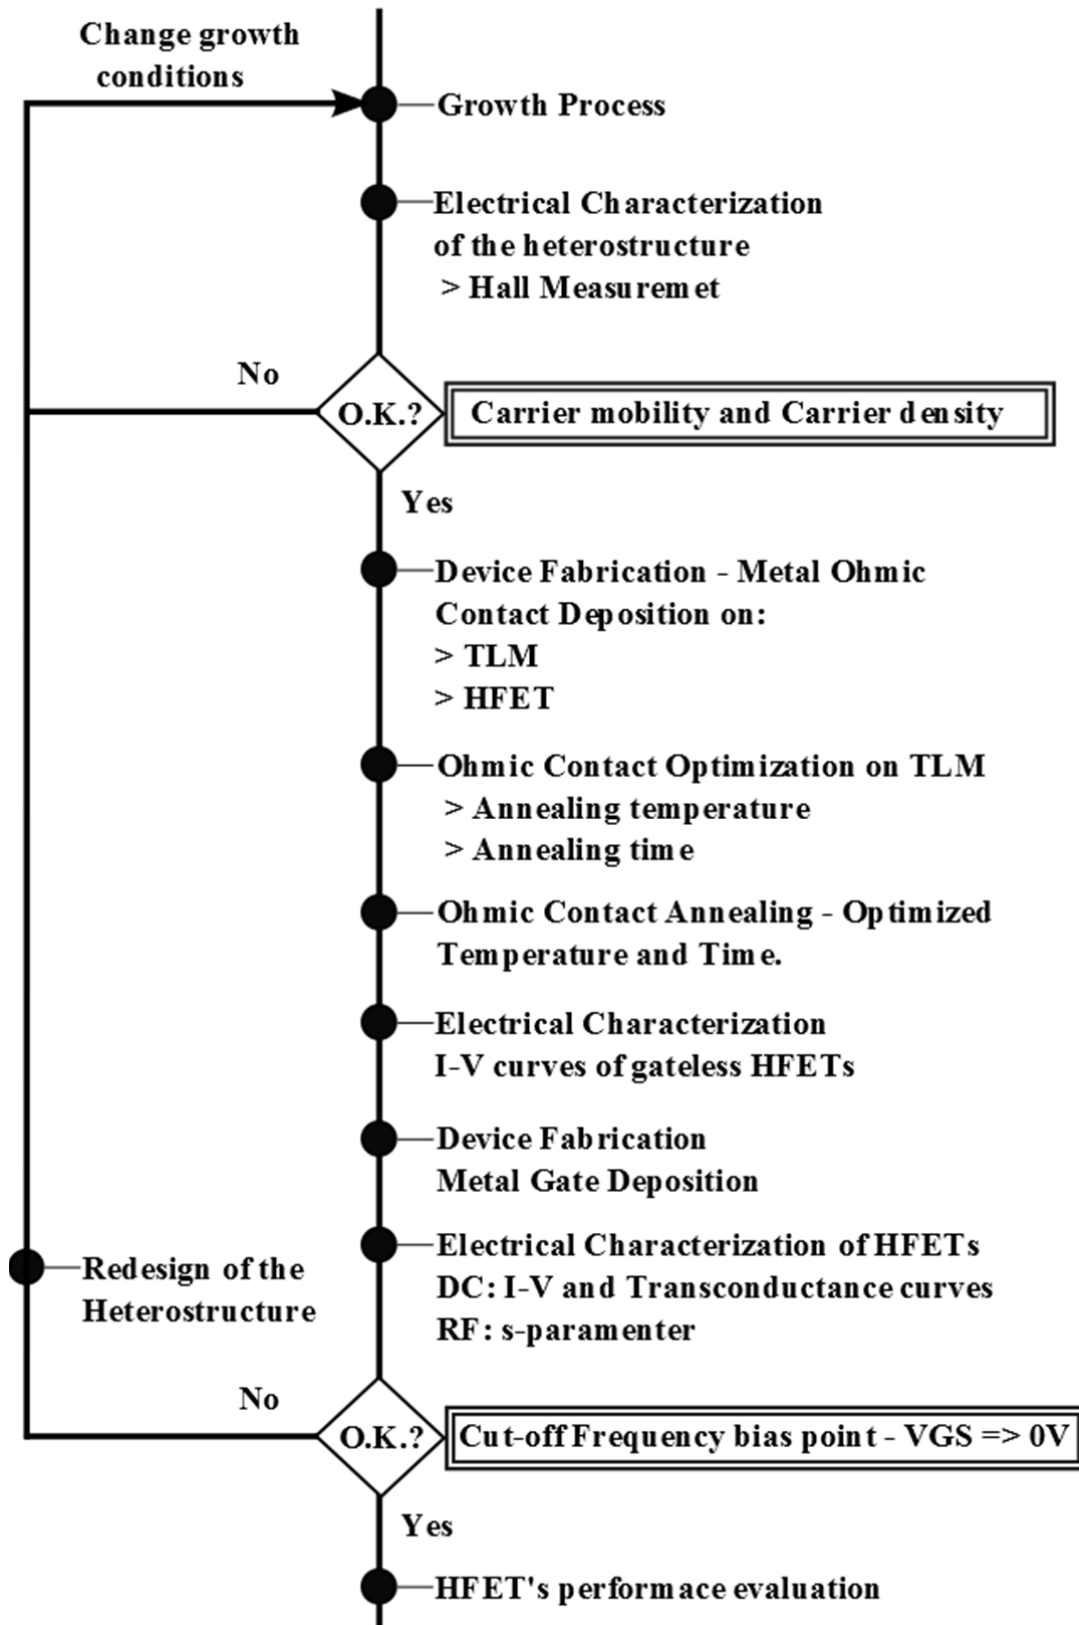 Change growth
conditions
Growth Process
Electrical Characterization
of the heterostructure
> Hall Measuremet
No
O.K.?
Carrier mobility and Carrier density
Yes
Device Fabrication - Metal Ohmic
Contact Deposition on:
> TLM
> HFET
Ohmic Contact Optimization on TLM
> Annealing temperature
> Annealing time
Ohmic Contact Annealing - Optimized
Temperature and Time.
Electrical Characterization
I-V curves of gateless HFETs
Device Fabrication
Metal Gate Deposition
Electrical Characterization of HFETs
DC: I-V and Transconductance curves
RF: s-paramenter
Redesign of the
Heterostructure
No
O.K.?
Cut-off Frequency bias point - VGS => 0V
Yes
HFET's performace evaluation